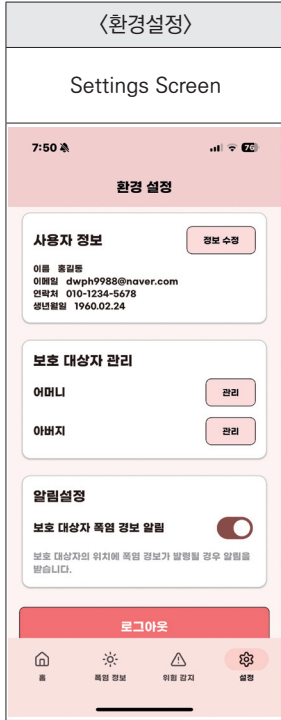 〈환경설정〉
Settings Screen
7:50
76
환경 설정
사용자 정보
정보 수정
이름 홍길동
이메일 dwph9988@naver.com
연락처 010-1234-5678
생년월일 1960.02.24
보호 대상자 관리
어머니
관리
아버지
관리
알림설정
보호 대상자 폭염 경보 알림
보호 대상자의 위치에 폭염 경보가 발령될 경우 알림을
받습니다.
로그아웃
홈
폭염 정보
위험 감지
설정